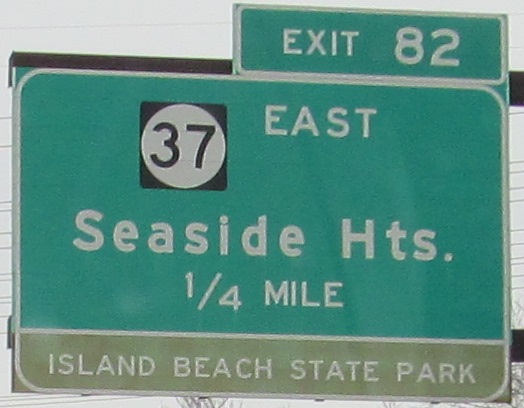 EXIT 82
37 EAST
Seaside Hts.
1/4 MILE
ISLAND BEACH STATE PARK